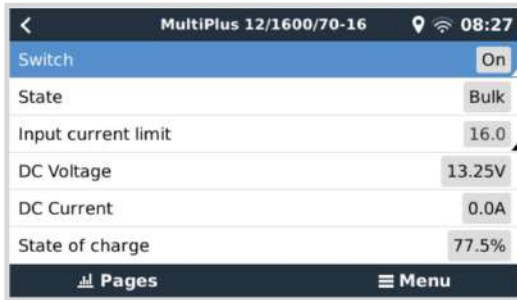 MultiPlus 12/1600/70-16 08:27
Switch On
State Bulk
Input current limit 16.0
DC Voltage 13.25V
DC Current 0.0A
State of charge 77.5%
Pages Menu